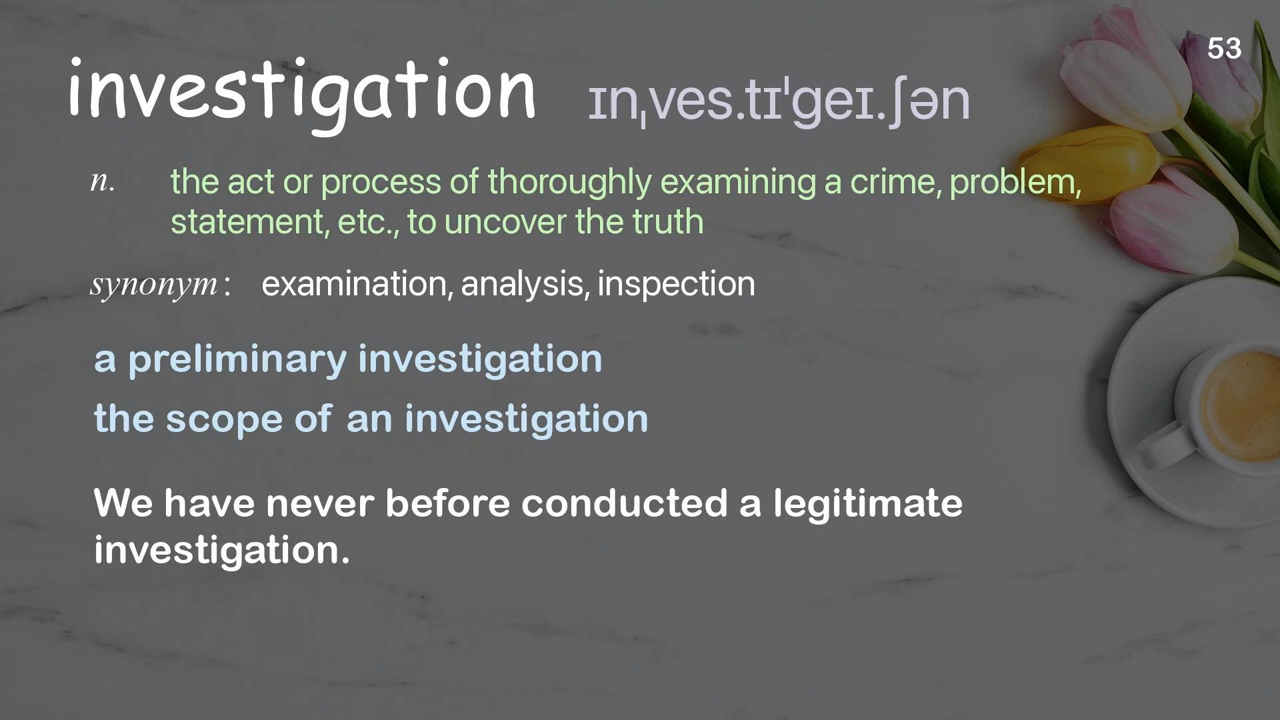 53
investigation ɪnˌves.tɪˈɡeɪ.ʃən
n. the act or process of thoroughly examining a crime, problem,
statement, etc., to uncover the truth
synonym: examination, analysis, inspection
a preliminary investigation
the scope of an investigation
We have never before conducted a legitimate
investigation.